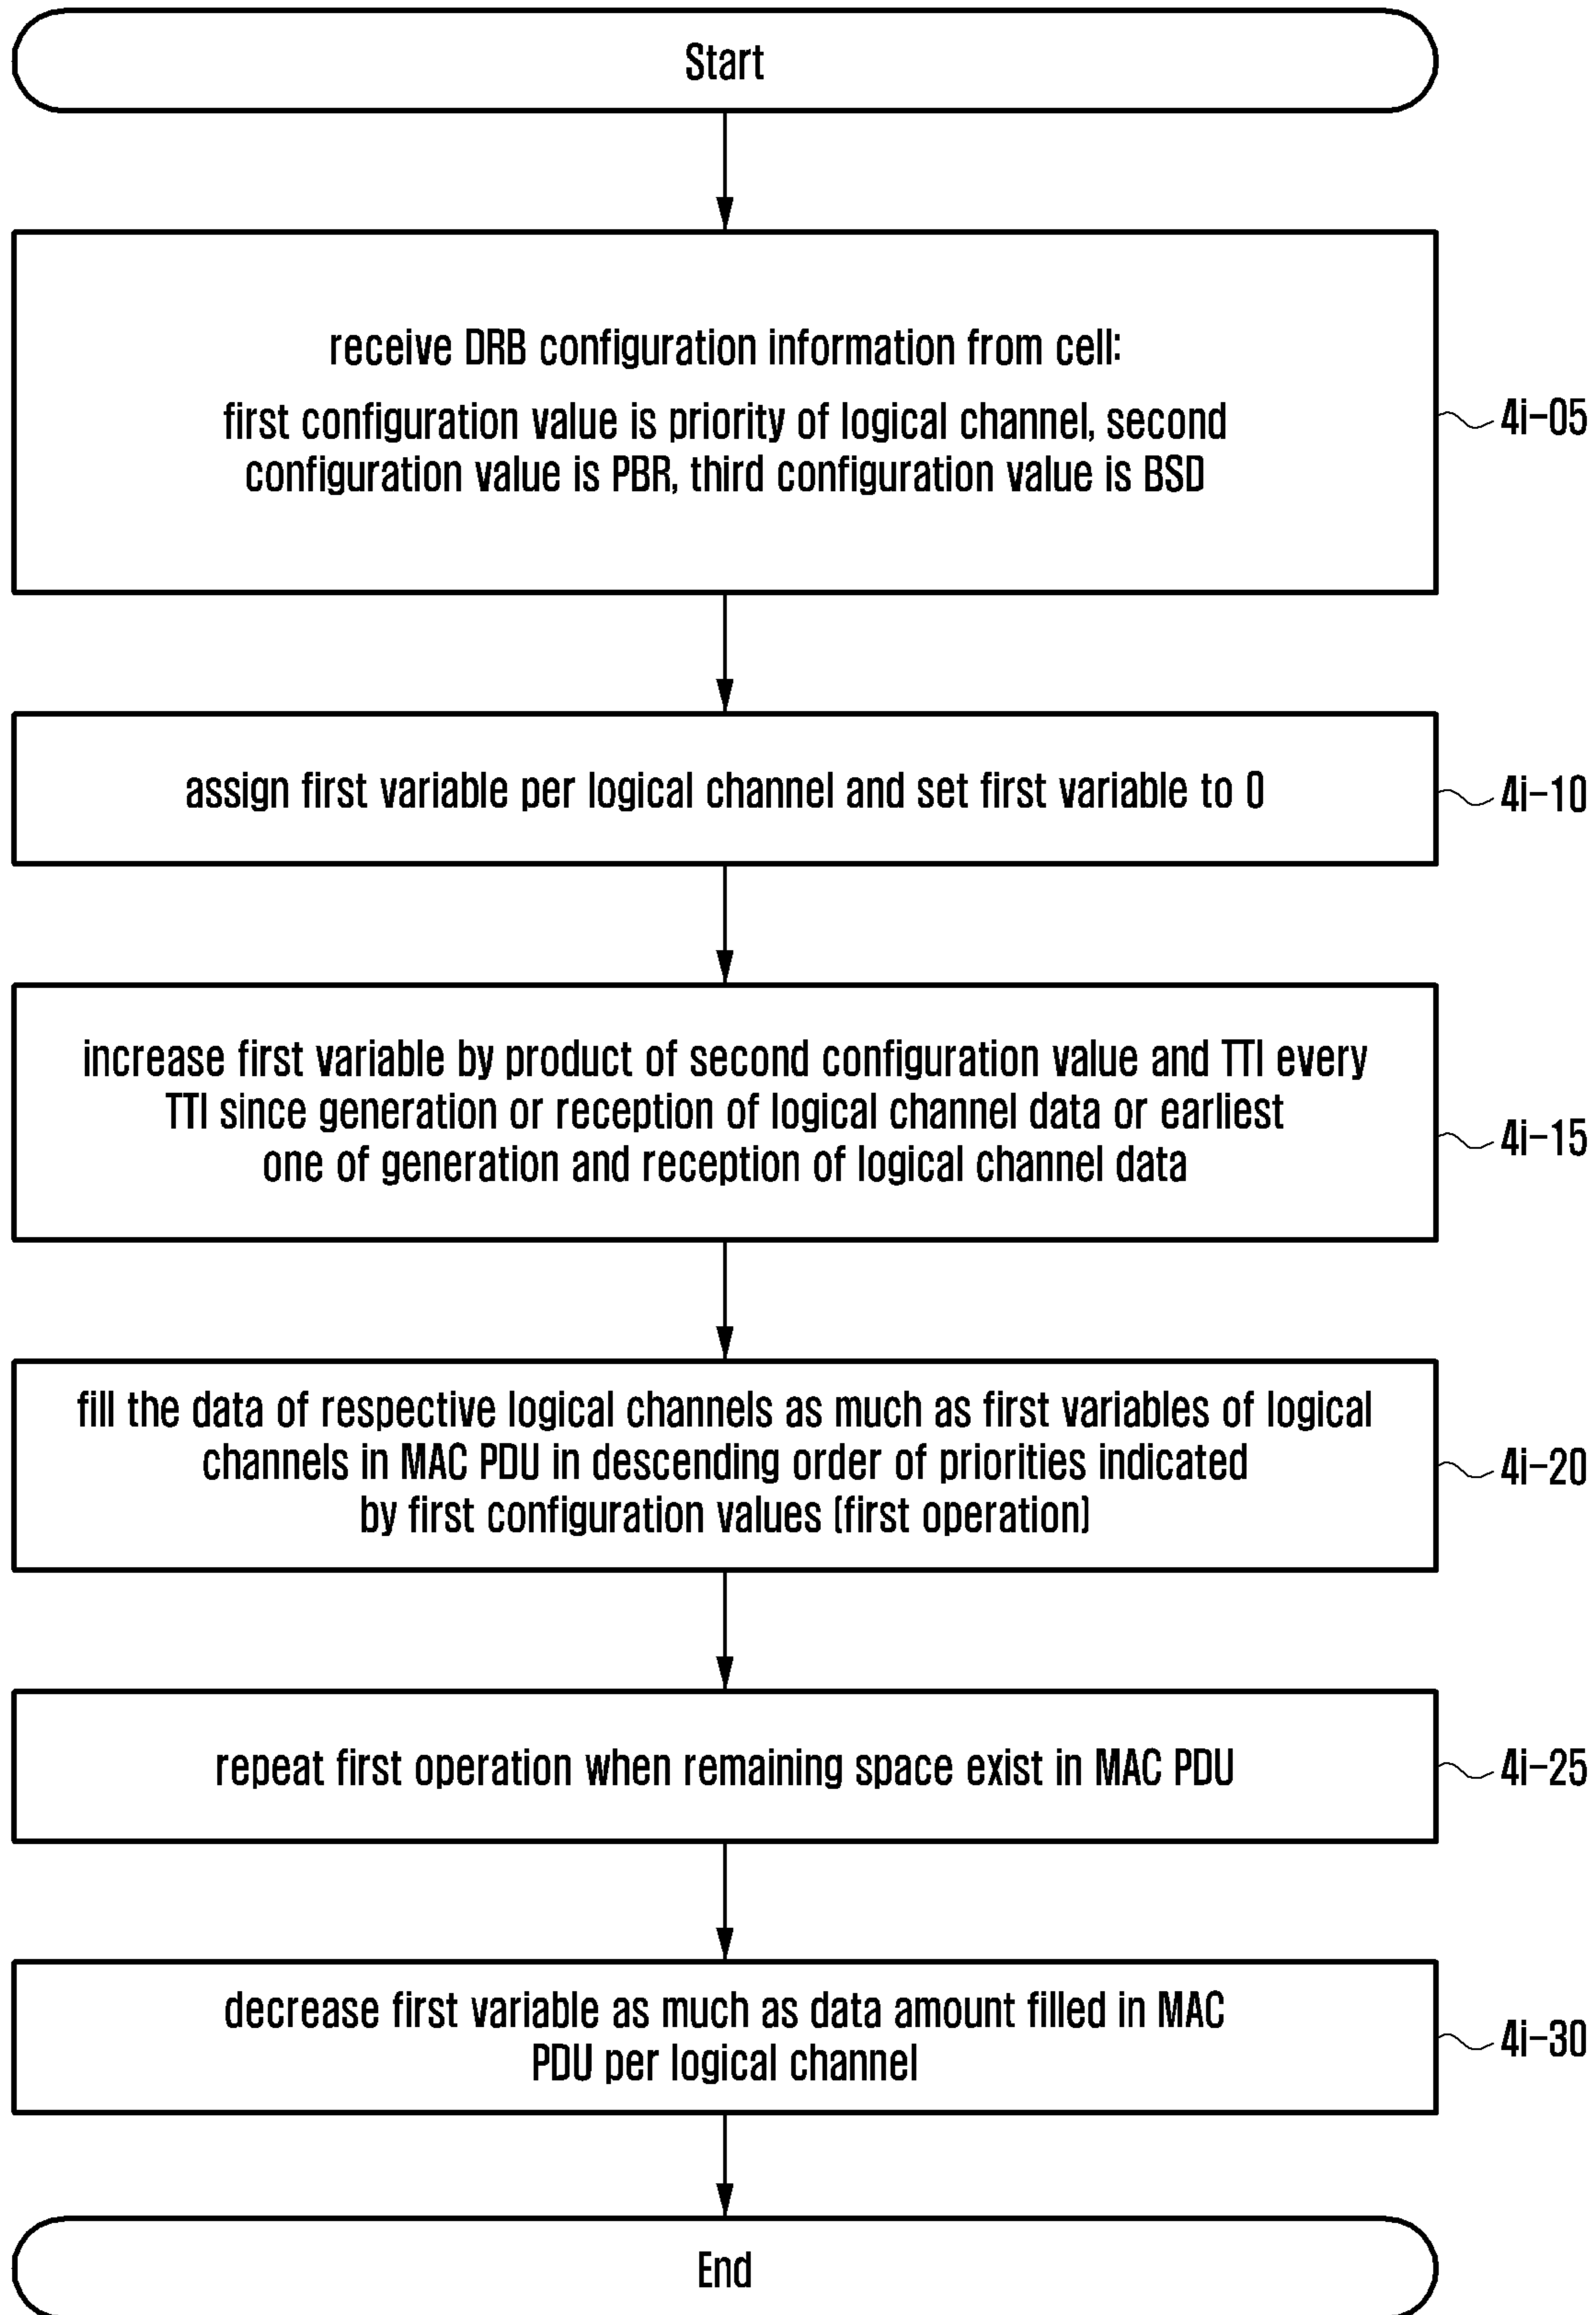 Start
receive DRB configuration information from cell:
first configuration value is priority of logical channel, second
configuration value is PBR, third configuration value is BSD
4i-05
assign first variable per logical channel and set first variable to 0
4i-10
increase first variable by product of second configuration value and TTI every
TTI since generation or reception of logical channel data or earliest
one of generation and reception of logical channel data
4i-15
fill the data of respective logical channels as much as first variables of logical
channels in MAC PDU in descending order of priorities indicated
by first configuration values (first operation)
4i-20
repeat first operation when remaining space exist in MAC PDU
4i-25
decrease first variable as much as data amount filled in MAC
PDU per logical channel
4i-30
End